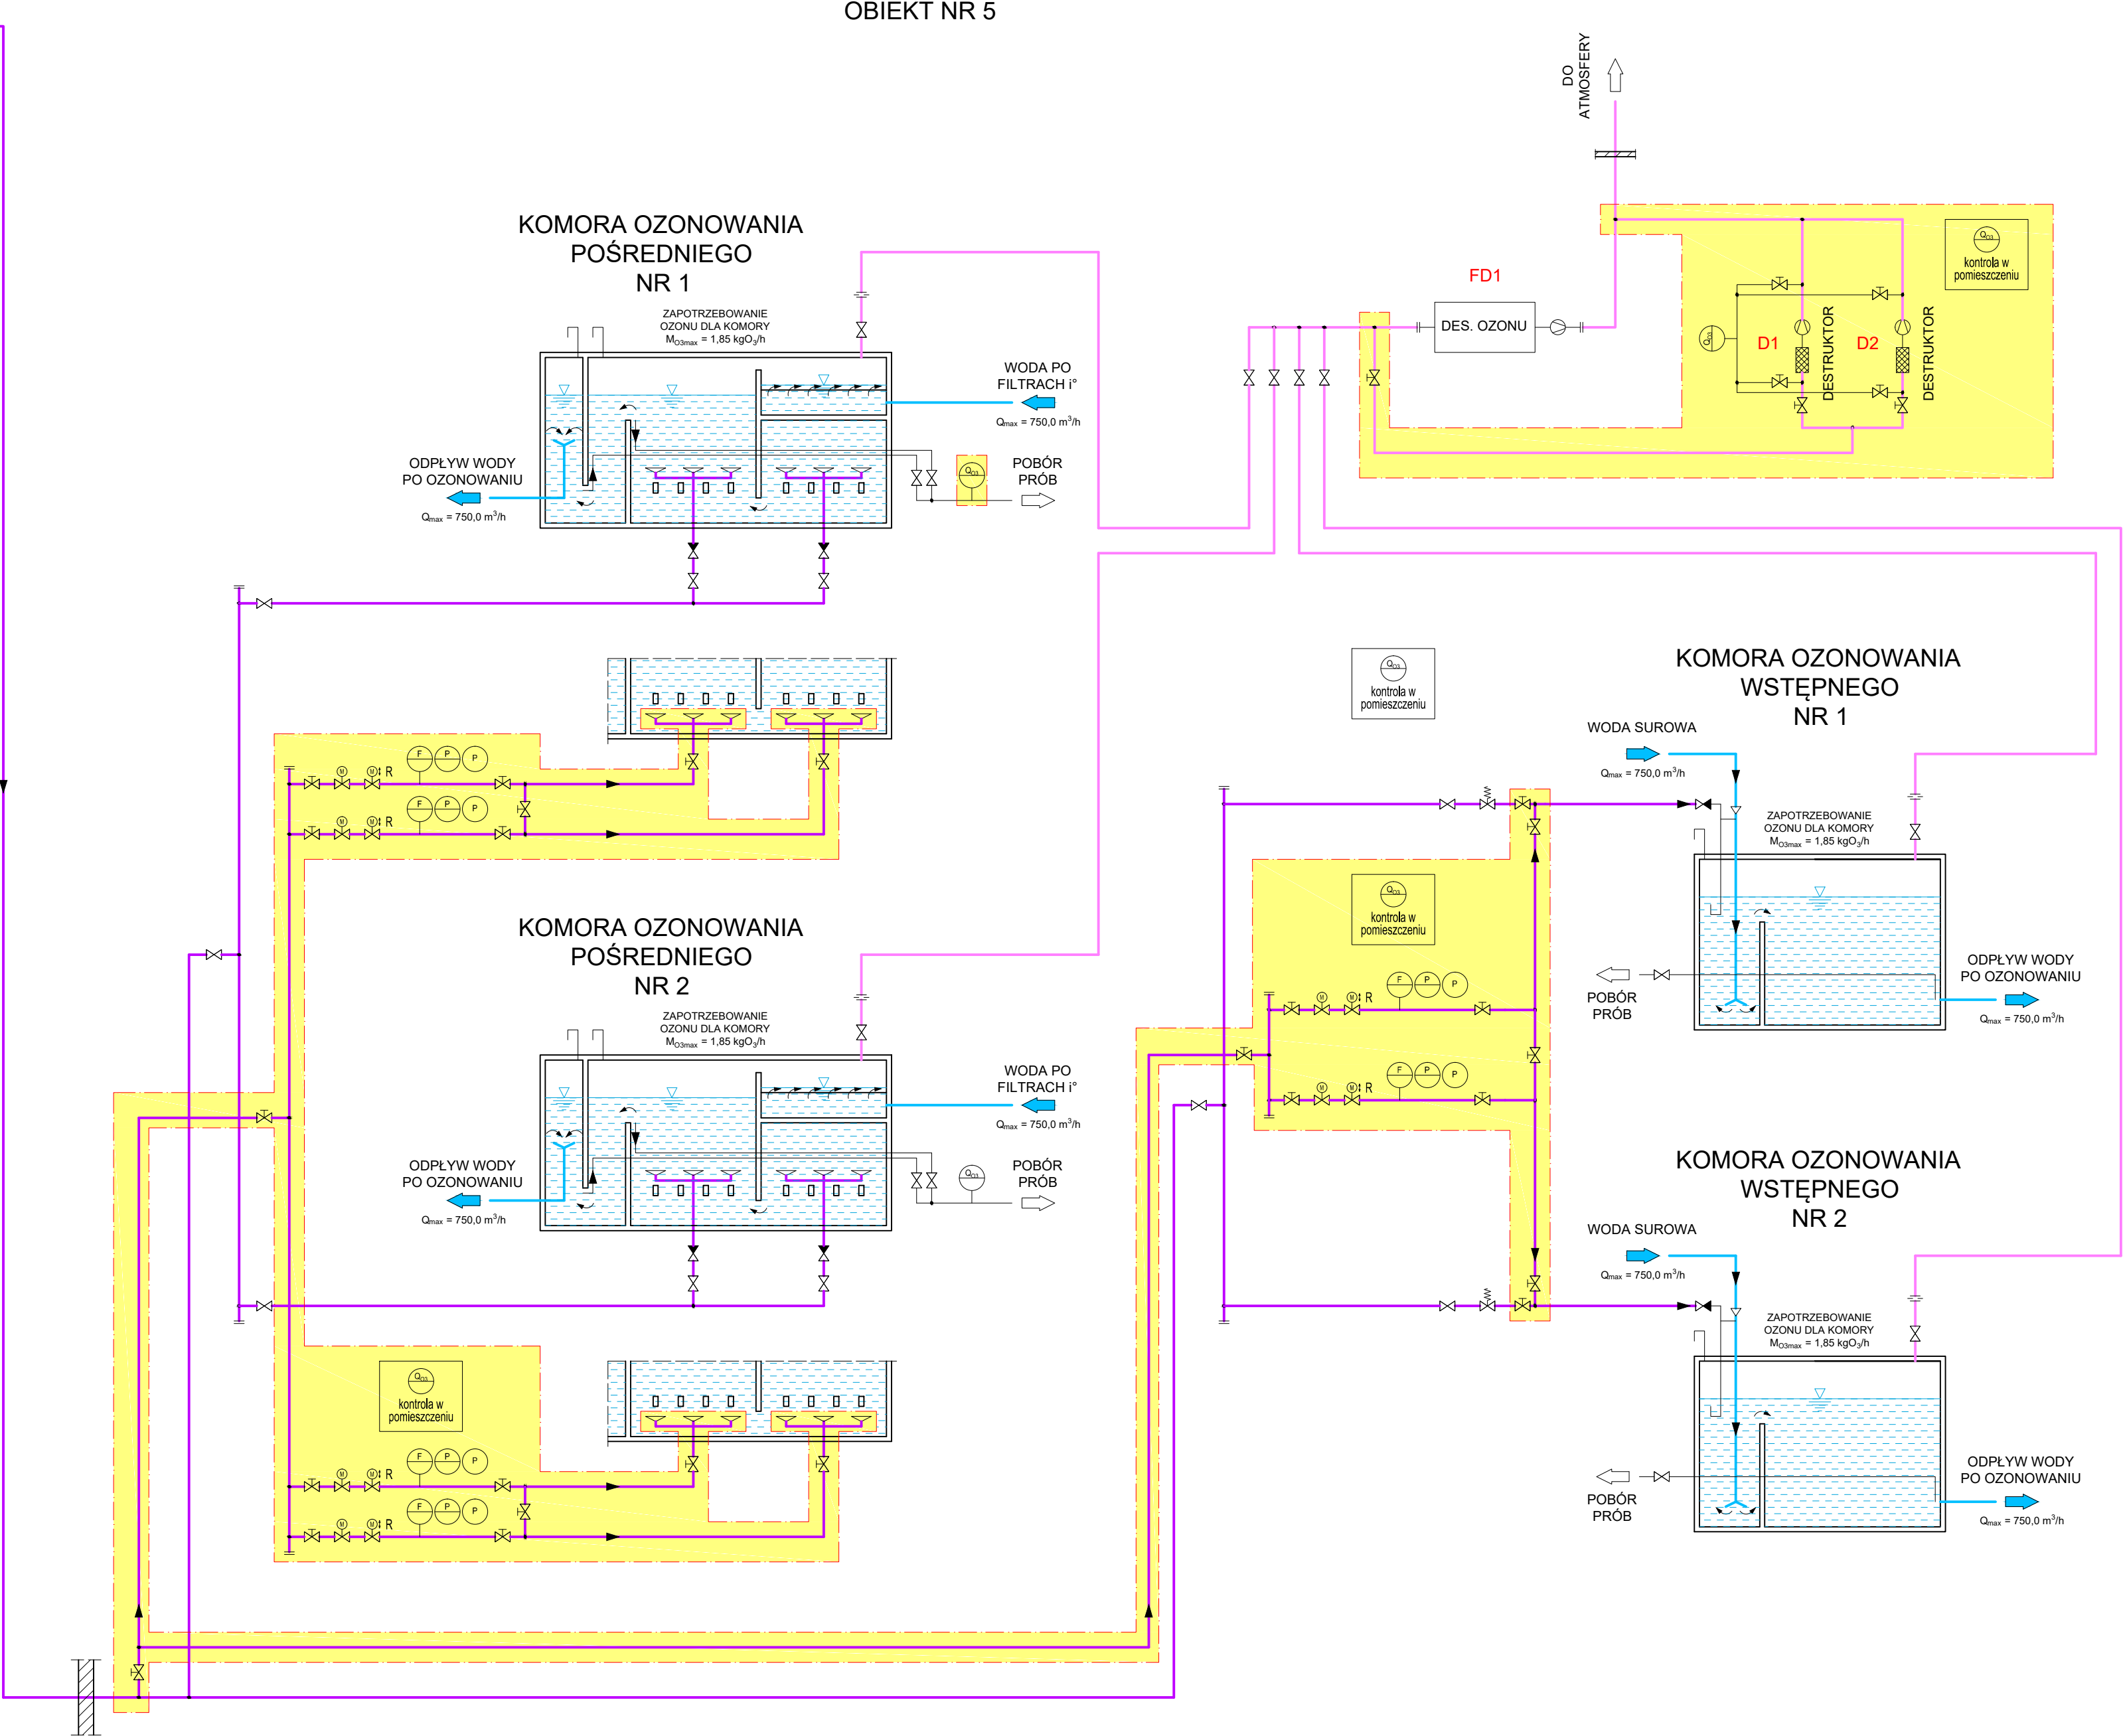 OBIEKT NR 5
DO
ATMOSFERY
KOMORA OZONOWANIA
POŚREDNIEGO
NR 1
ZAPOTRZEBOWANIE
OZONU DLA KOMORY
MO3max = 1,85 kgO3/h
WODA PO
FILTRACH i°
Qmax = 750,0 m³/h
ODPŁYW WODY
PO OZONOWANIU
Qmax = 750,0 m³/h
QO3
POBÓR
PRÓB
FD1
DES. OZONU
QO3
kontrola w
pomieszczeniu
QO3
D1
DESTRUKTOR
D2
DESTRUKTOR
F P P
M M R
F P P
M M R
KOMORA OZONOWANIA
POŚREDNIEGO
NR 2
ZAPOTRZEBOWANIE
OZONU DLA KOMORY
MO3max = 1,85 kgO3/h
WODA PO
FILTRACH i°
Qmax = 750,0 m³/h
ODPŁYW WODY
PO OZONOWANIU
Qmax = 750,0 m³/h
QO3
POBÓR
PRÓB
QO3
kontrola w
pomieszczeniu
F P P
M M R
F P P
M M R
QO3
kontrola w
pomieszczeniu
KOMORA OZONOWANIA
WSTĘPNEGO
NR 1
WODA SUROWA
Qmax = 750,0 m³/h
ZAPOTRZEBOWANIE
OZONU DLA KOMORY
MO3max = 1,85 kgO3/h
QO3
kontrola w
pomieszczeniu
F P P
M M R
F P P
M M R
POBÓR
PRÓB
ODPŁYW WODY
PO OZONOWANIU
Qmax = 750,0 m³/h
KOMORA OZONOWANIA
WSTĘPNEGO
NR 2
WODA SUROWA
Qmax = 750,0 m³/h
ZAPOTRZEBOWANIE
OZONU DLA KOMORY
MO3max = 1,85 kgO3/h
POBÓR
PRÓB
ODPŁYW WODY
PO OZONOWANIU
Qmax = 750,0 m³/h